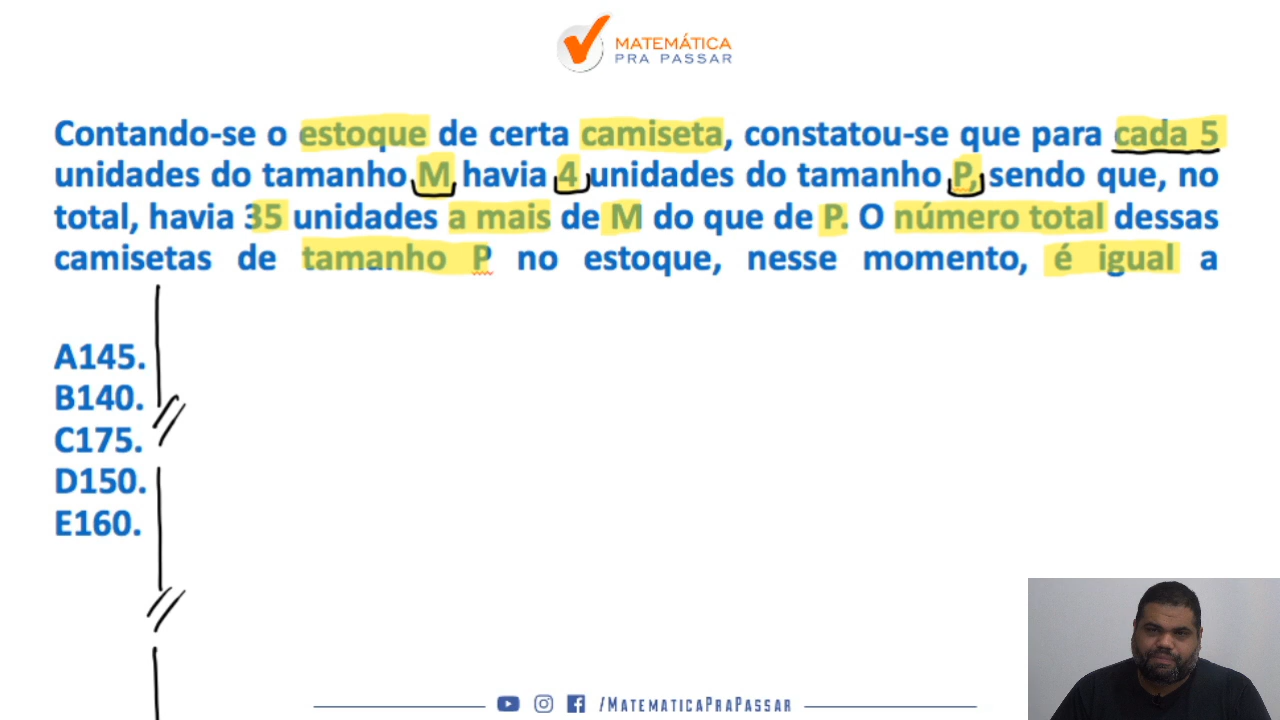 MATEMÁTICA
PRA PASSAR
Contando-se o estoque de certa camiseta, constatou-se que para cada 5
unidades do tamanho M havia 4 unidades do tamanho P, sendo que, no
total, havia 35 unidades a mais de M do que de P. O número total dessas
camisetas de tamanho P no estoque, nesse momento, é igual a
A145.
B140.
C175.
D150.
E160.
/MATEMATICAPRAPASSAR